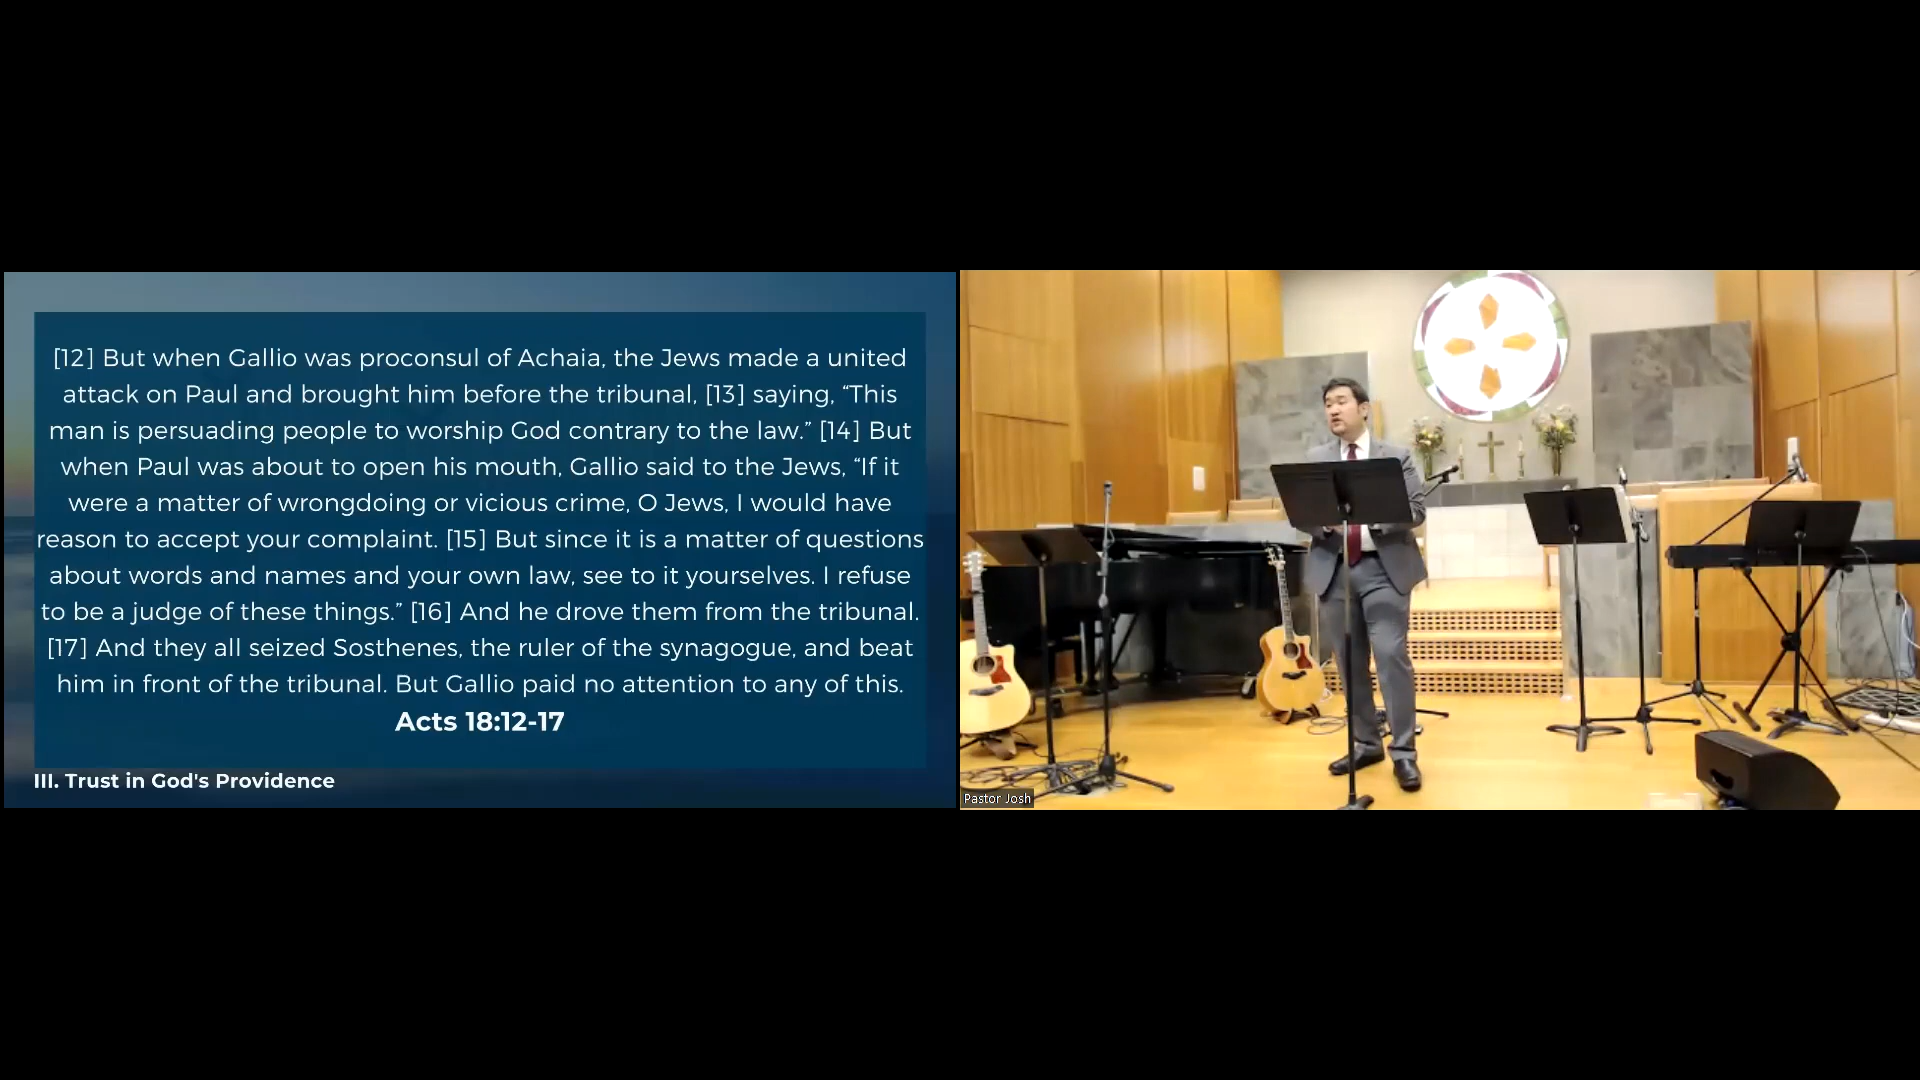 [12] But when Gallio was proconsul of Achaia, the Jews made a united
attack on Paul and brought him before the tribunal, [13] saying, “This
man is persuading people to worship God contrary to the law.” [14] But
when Paul was about to open his mouth, Gallio said to the Jews, “If it
were a matter of wrongdoing or vicious crime, O Jews, I would have
reason to accept your complaint. [15] But since it is a matter of questions
about words and names and your own law, see to it yourselves. I refuse
to be a judge of these things.” [16] And he drove them from the tribunal.
[17] And they all seized Sosthenes, the ruler of the synagogue, and beat
him in front of the tribunal. But Gallio paid no attention to any of this.
Acts 18:12-17
III. Trust in God's Providence
Pastor Josh